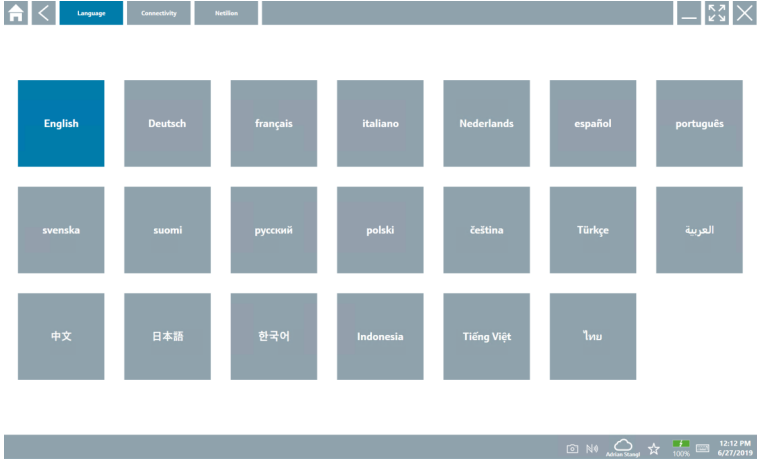 Language Connectivity Netilion
English Deutsch français italiano Nederlands español português
svenska suomi русский polski čeština Türkçe العربية
中文 日本語 한국어 Indonesia Tiếng Việt ไทย
Adrian Stangl 100% 12:12 PM
6/27/2019